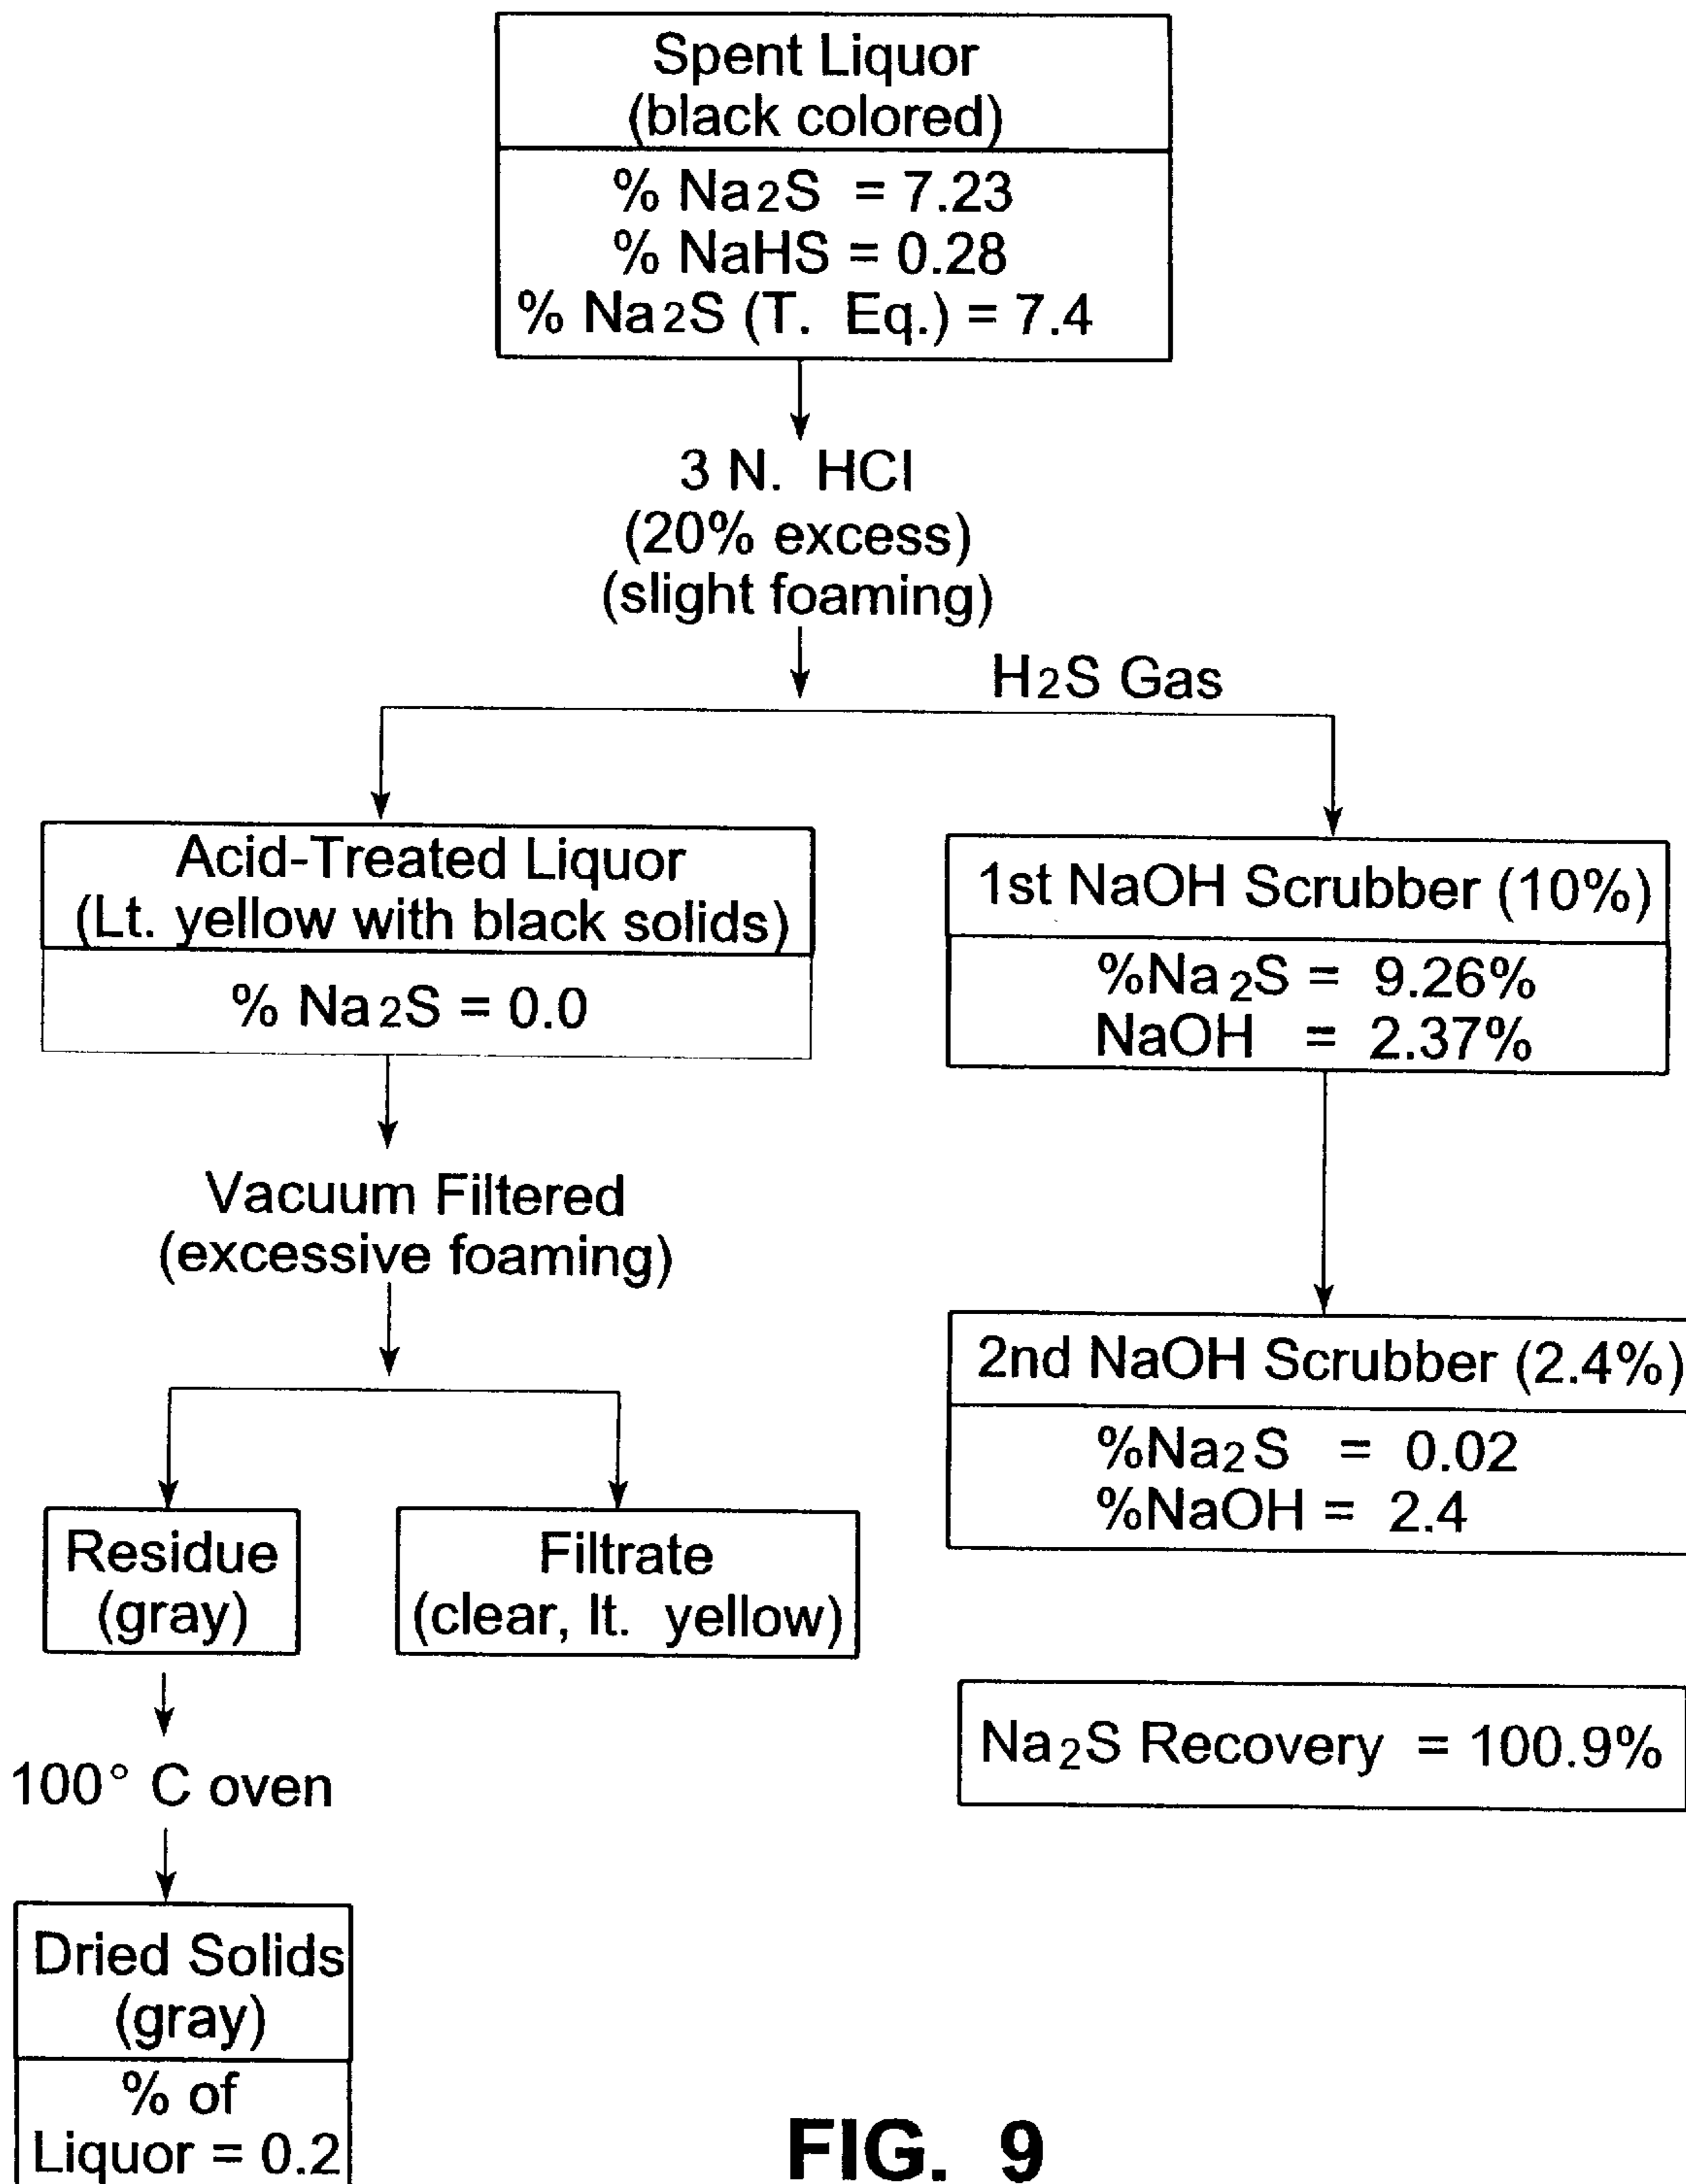 Spent Liquor
(black colored)
% Na2S = 7.23
% NaHS = 0.28
% Na2S (T. Eq.) = 7.4
3 N. HCl
(20% excess)
(slight foaming)
H2S Gas
Acid-Treated Liquor
(Lt. yellow with black solids)
% Na2S = 0.0
1st NaOH Scrubber (10%)
%Na2S = 9.26%
NaOH = 2.37%
Vacuum Filtered
(excessive foaming)
2nd NaOH Scrubber (2.4%)
%Na2S = 0.02
%NaOH = 2.4
Residue
(gray)
Filtrate
(clear, lt. yellow)
Na2S Recovery = 100.9%
100° C oven
Dried Solids
(gray)
% of
Liquor = 0.2
FIG. 9